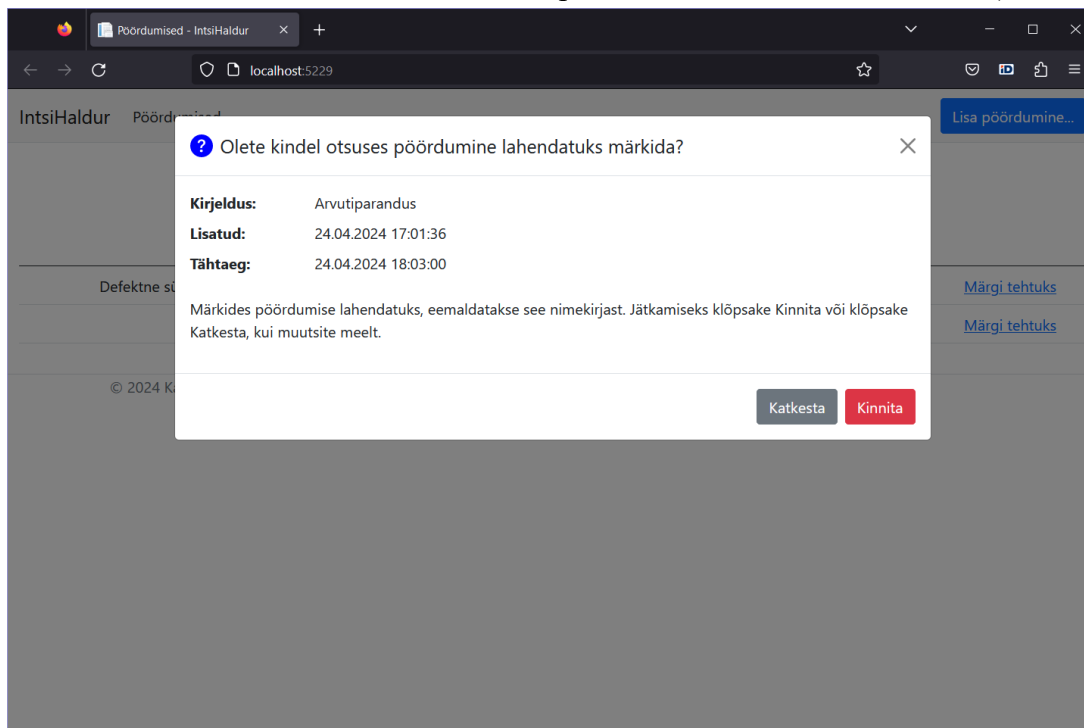 Pöördumised - IntsiHaldur
localhost:5229
IntsiHaldur
Lisa pöördumine...
Olete kindel otsuses pöördumine lahendatuks märkida?
Kirjeldus: Arvutiparandus
Lisatud: 24.04.2024 17:01:36
Tähtaeg: 24.04.2024 18:03:00
Defektne
Märgi tehtuks
Märkides pöördumise lahendatuks, eemaldatakse see nimekirjast. Jätkamiseks klõpsake Kinnita või klõpsake
Katkesta, kui muutsite meelt.
Märgi tehtuks
© 2024
Katkesta Kinnita